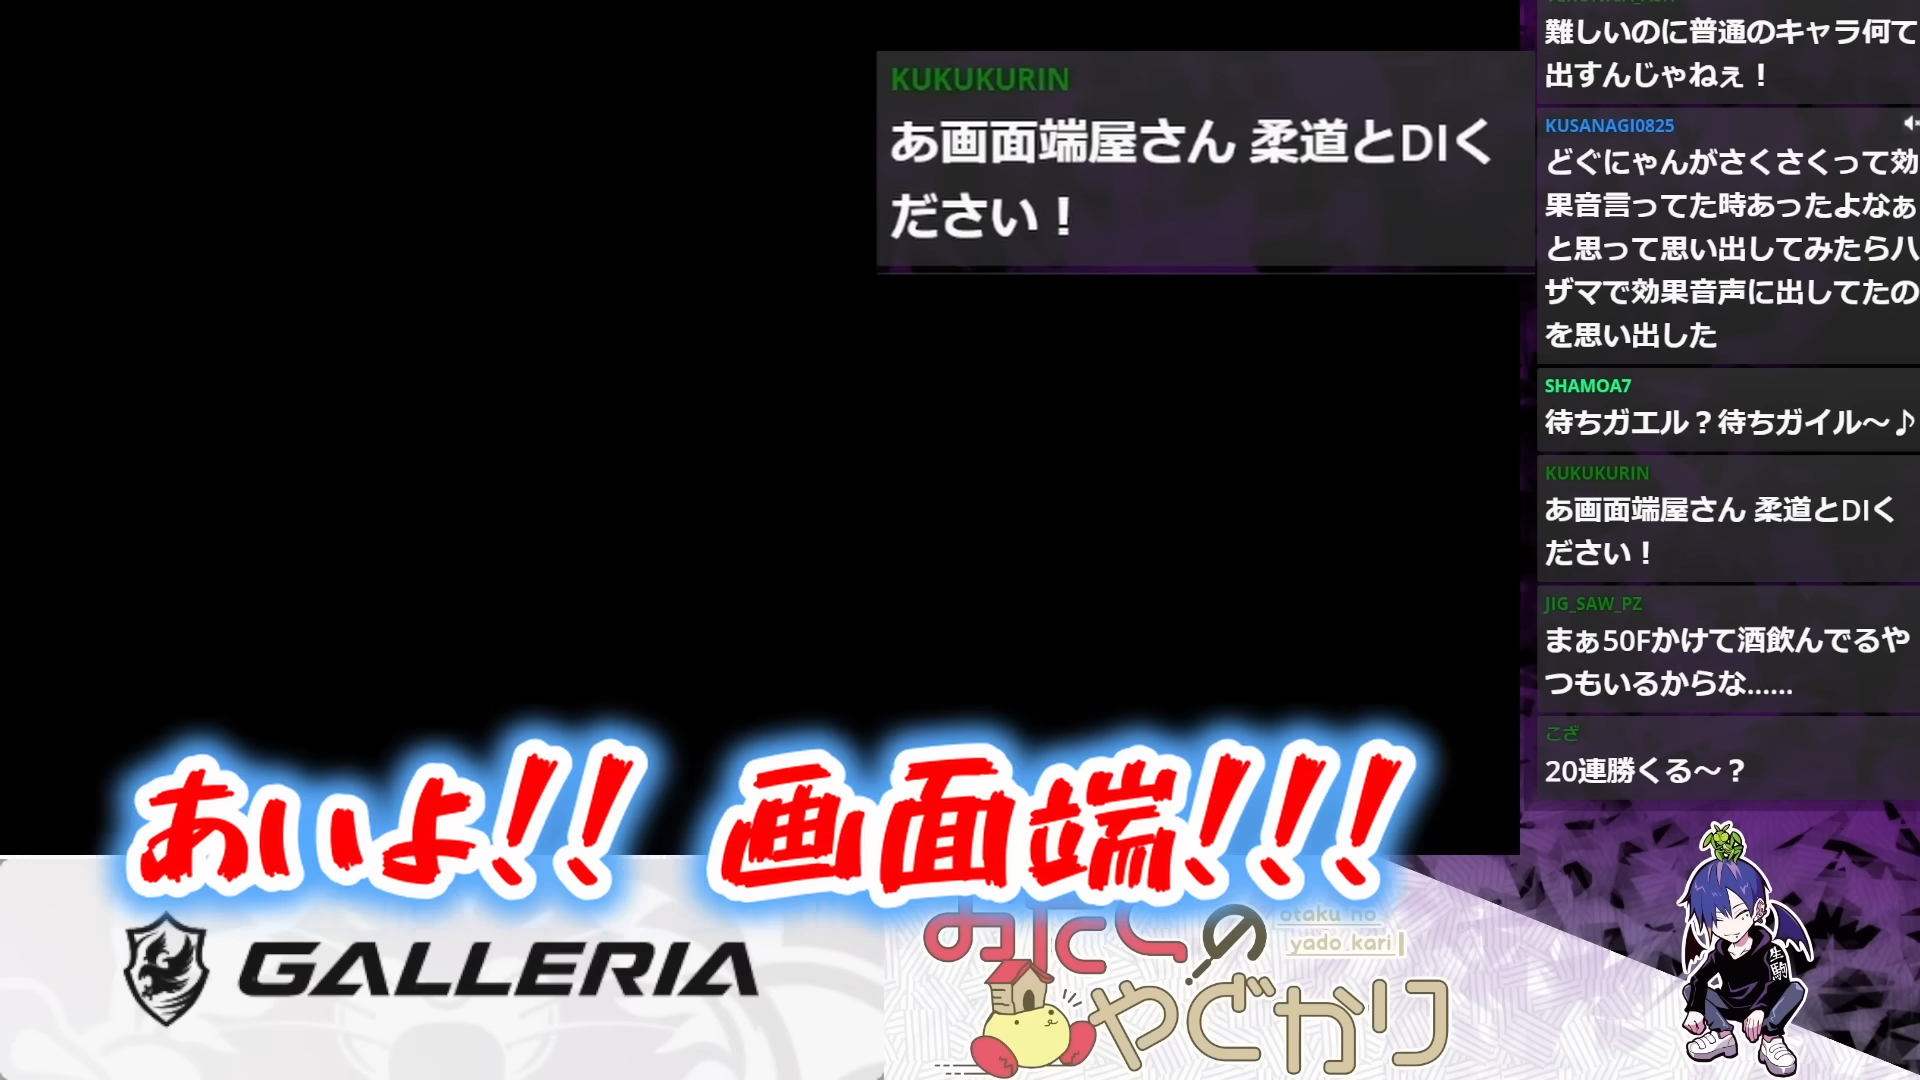 KUKUKURIN
あ画面端屋さん 柔道とDIく
ださい！
難しいのに普通のキャラ何て
出すんじゃねぇ！
KUSANAGI0825
どぐにゃんがさくさくって効
果音言ってた時あったよなぁ
と思って思い出してみたらハ
ザマで効果音声に出してたの
を思い出した
SHAMOA7
待ちガエル？待ちガイル～♪
KUKUKURIN
あ画面端屋さん 柔道とDIく
ださい！
JIG_SAW_PZ
まぁ50Fかけて酒飲んでるや
つもいるからな......
こざ
20連勝くる～？
あいよ!! 画面端!!!
GALLERIA
おたくの
otaku no
yado kari
やどかり
生駒